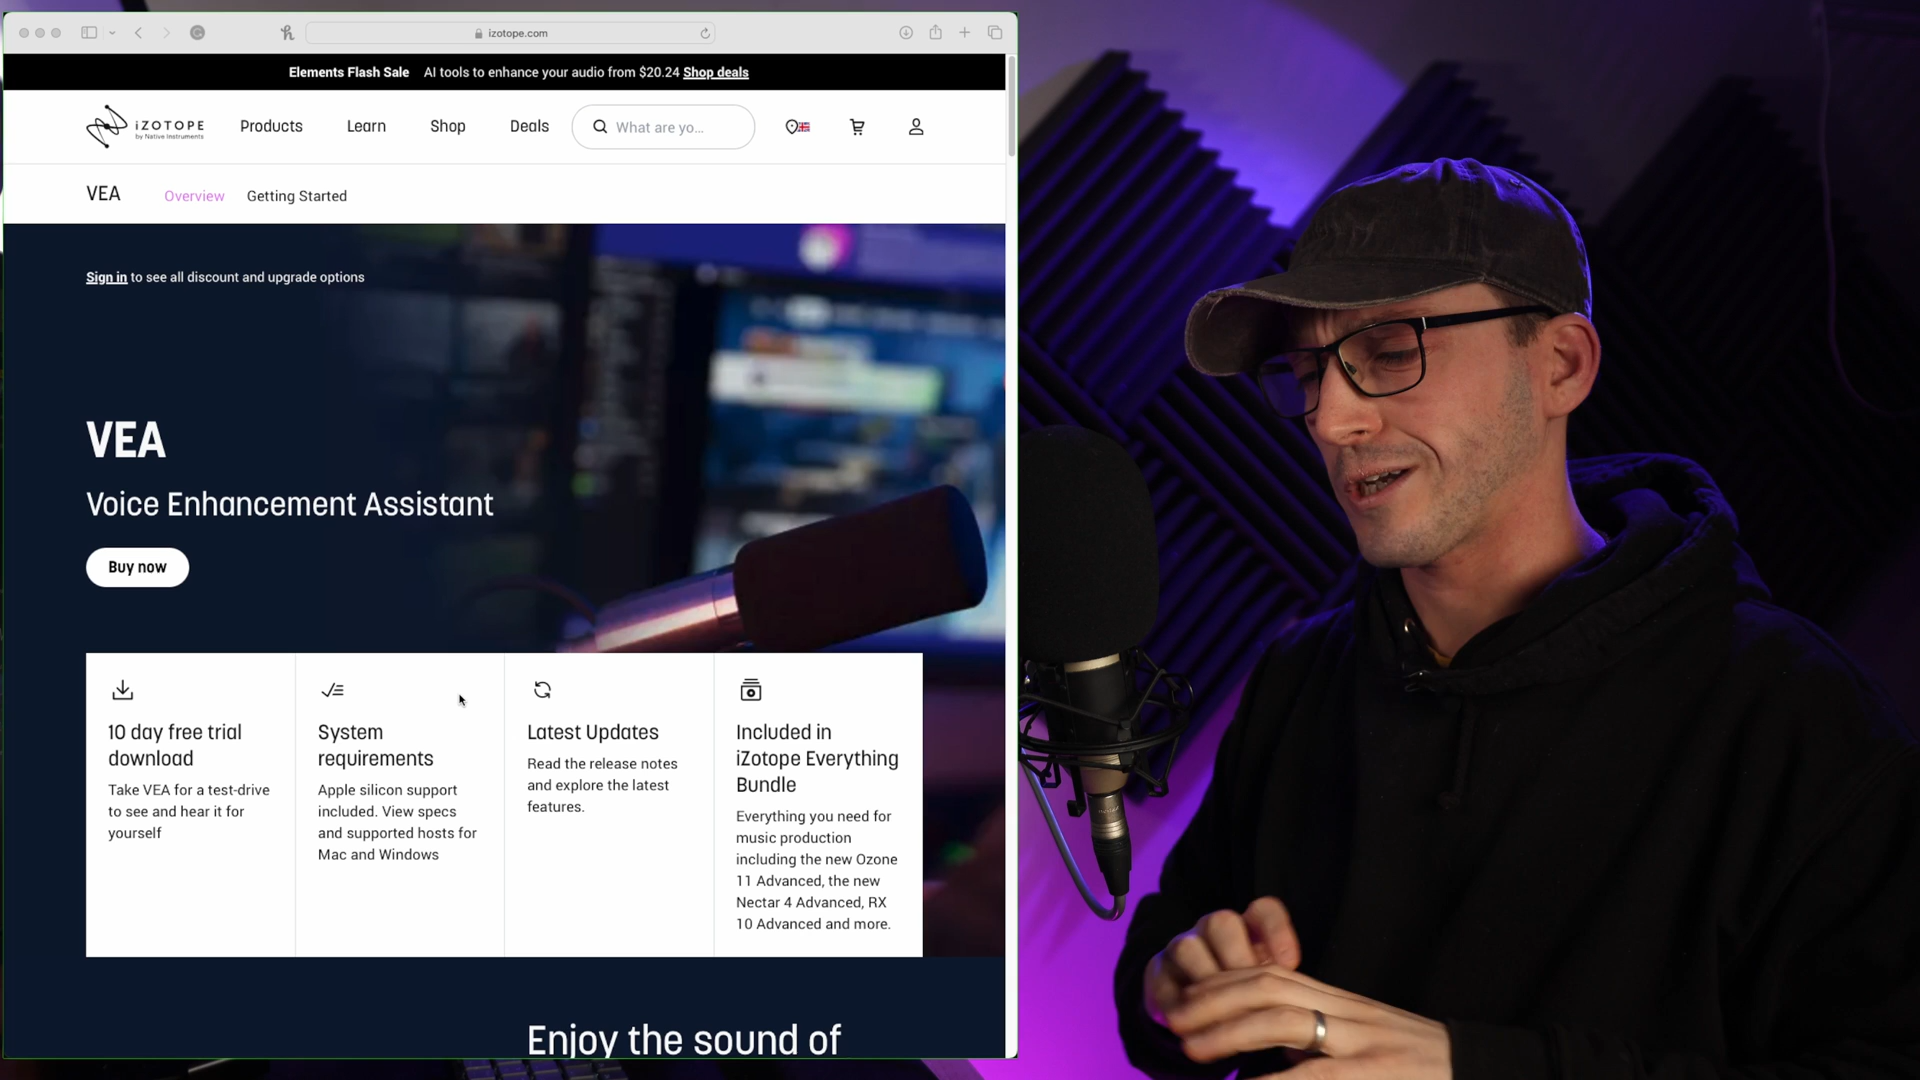 izotope.com
Elements Flash Sale AI tools to enhance your audio from $20.24 Shop deals
iZOTOPE
by Native Instruments
Products Learn Shop Deals What are yo...
VEA Overview Getting Started
Sign in to see all discount and upgrade options
VEA
Voice Enhancement Assistant
Buy now
10 day free trial
download
Take VEA for a test-drive
to see and hear it for
yourself
System
requirements
Apple silicon support
included. View specs
and supported hosts for
Mac and Windows
Latest Updates
Read the release notes
and explore the latest
features.
Included in
iZotope Everything
Bundle
Everything you need for
music production
including the new Ozone
11 Advanced, the new
Nectar 4 Advanced, RX
10 Advanced and more.
Enjoy the sound of